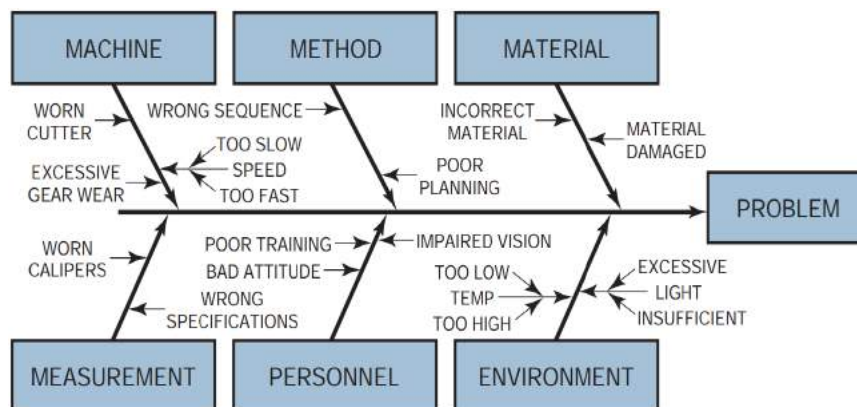 MACHINE
METHOD
MATERIAL
WORN
CUTTER
EXCESSIVE
GEAR WEAR
TOO SLOW
SPEED
TOO FAST
WRONG SEQUENCE
POOR
PLANNING
INCORRECT
MATERIAL
MATERIAL
DAMAGED
PROBLEM
WORN
CALIPERS
WRONG
SPECIFICATIONS
POOR TRAINING
BAD ATTITUDE
IMPAIRED VISION
TOO LOW
TEMP
TOO HIGH
EXCESSIVE
LIGHT
INSUFFICIENT
MEASUREMENT
PERSONNEL
ENVIRONMENT